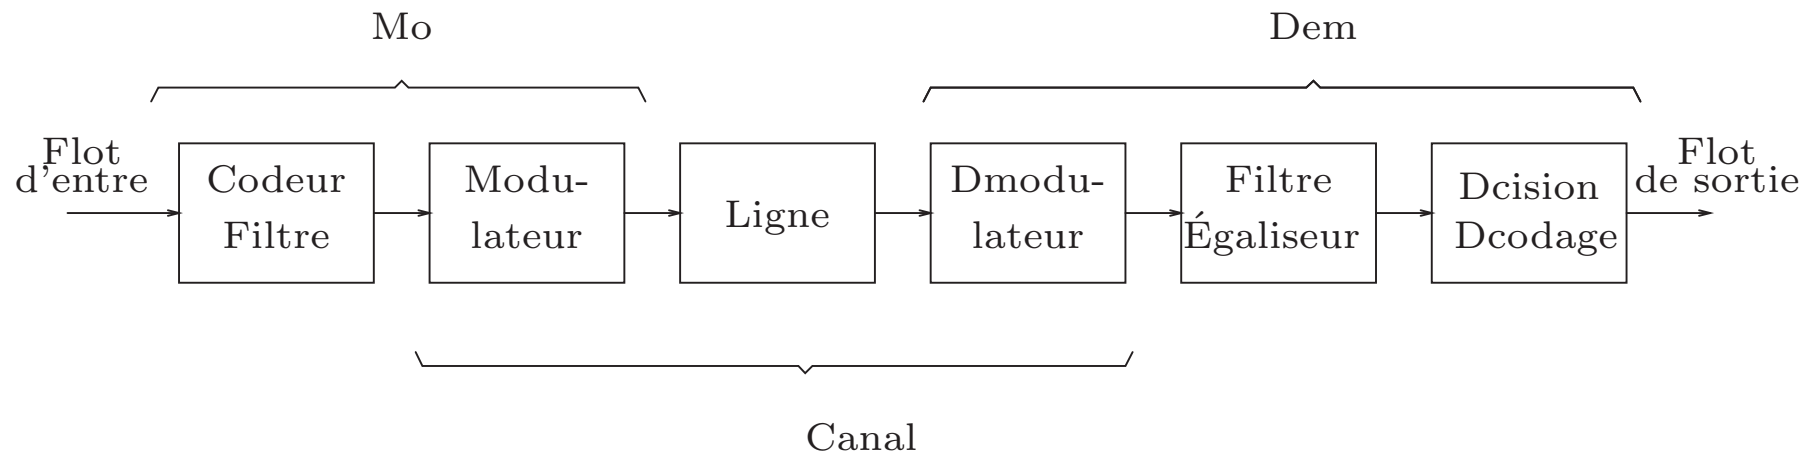 Mo
Dem
Flot
d'entre
Codeur
Filtre
Modu-
lateur
Ligne
Dmodu-
lateur
Filtre
Égaliseur
Dcision
Dcodage
Flot
de sortie
Canal